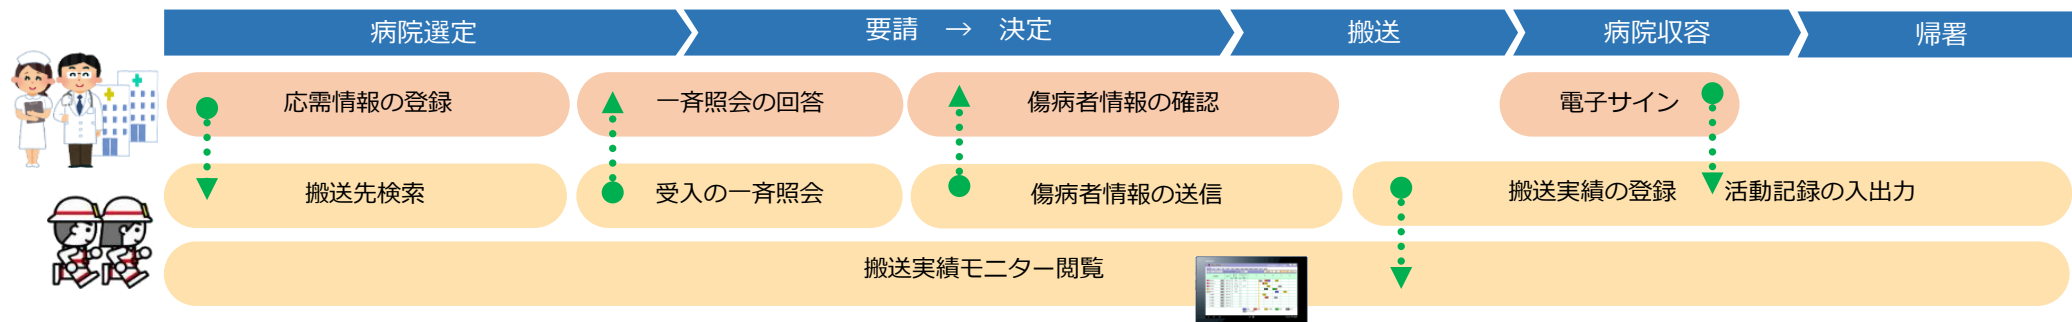 病院選定
要請 → 決定
搬送
病院収容
帰署
応需情報の登録
一斉照会の回答
傷病者情報の確認
電子サイン
搬送先検索
受入の一斉照会
傷病者情報の送信
搬送実績の登録
活動記録の入出力
搬送実績モニター閲覧